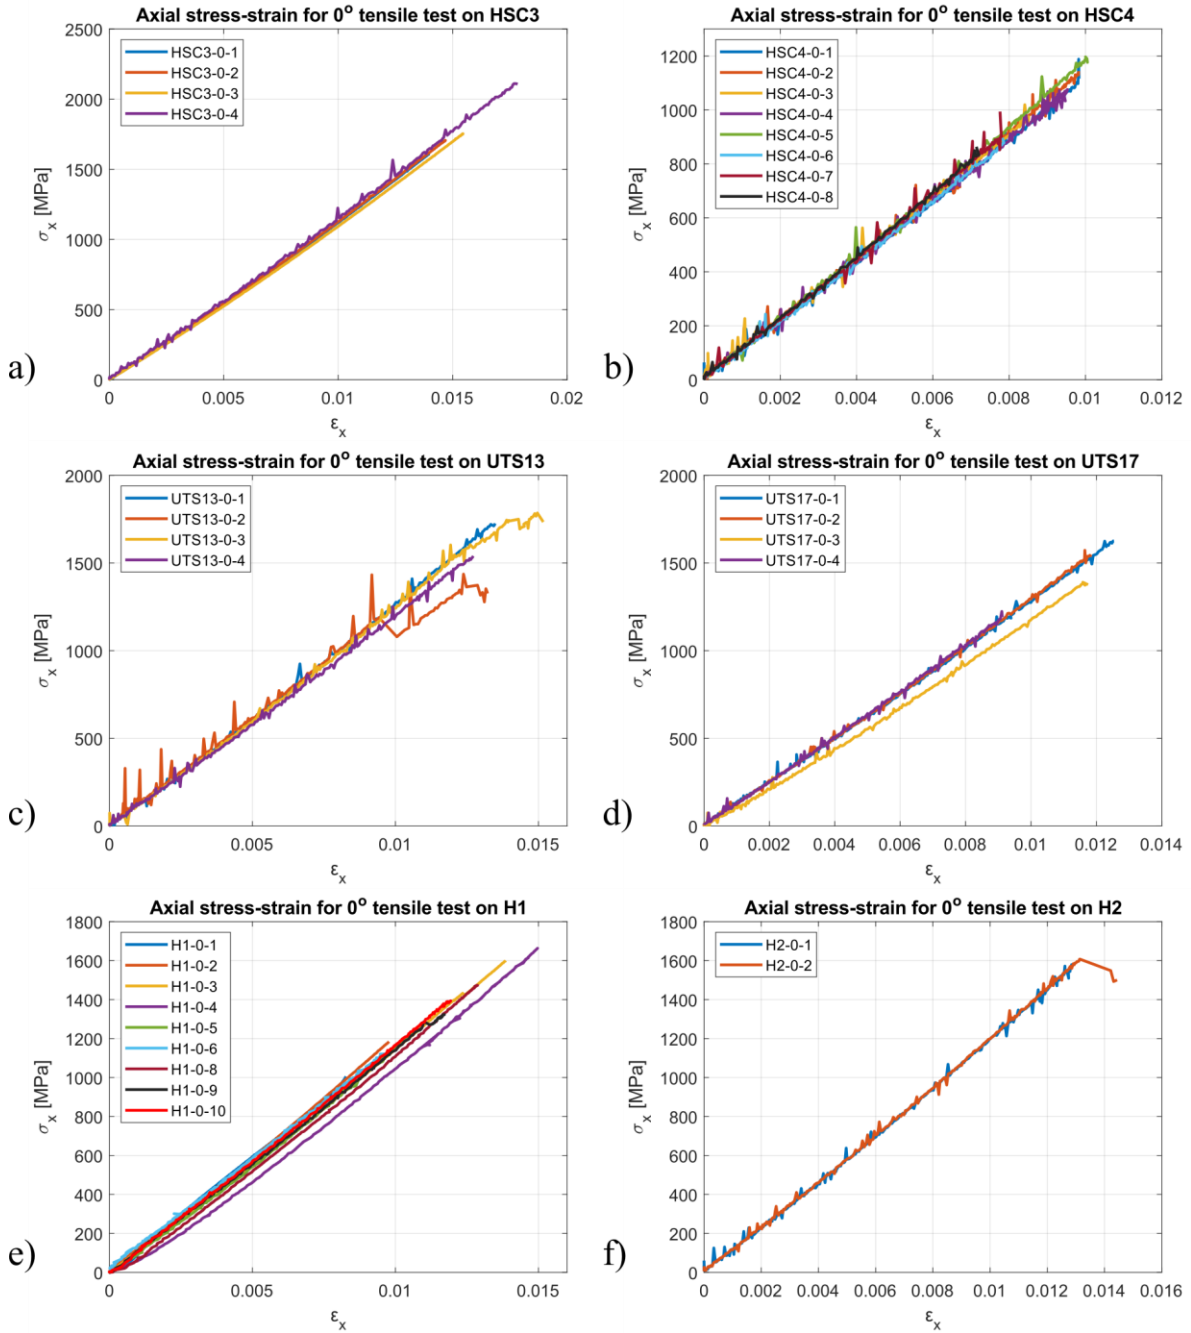 Axial stress-strain for 0° tensile test on HSC3
2500
2000
1500
1000
500
0
σx [MPa]
HSC3-0-1
HSC3-0-2
HSC3-0-3
HSC3-0-4
0
0.005
0.01
0.015
0.02
εx
a)
Axial stress-strain for 0° tensile test on HSC4
1200
1000
800
600
400
200
0
σx [MPa]
HSC4-0-1
HSC4-0-2
HSC4-0-3
HSC4-0-4
HSC4-0-5
HSC4-0-6
HSC4-0-7
HSC4-0-8
0
0.002
0.004
0.006
0.008
0.01
0.012
εx
b)
Axial stress-strain for 0° tensile test on UTS13
2000
1500
1000
500
0
σx [MPa]
UTS13-0-1
UTS13-0-2
UTS13-0-3
UTS13-0-4
0
0.005
0.01
0.015
εx
c)
Axial stress-strain for 0° tensile test on UTS17
2000
1500
1000
500
0
σx [MPa]
UTS17-0-1
UTS17-0-2
UTS17-0-3
UTS17-0-4
0
0.002
0.004
0.006
0.008
0.01
0.012
0.014
εx
d)
Axial stress-strain for 0° tensile test on H1
1800
1600
1400
1200
1000
800
600
400
200
0
σx [MPa]
H1-0-1
H1-0-2
H1-0-3
H1-0-4
H1-0-5
H1-0-6
H1-0-8
H1-0-9
H1-0-10
0
0.005
0.01
0.015
εx
e)
Axial stress-strain for 0° tensile test on H2
1800
1600
1400
1200
1000
800
600
400
200
0
σx [MPa]
H2-0-1
H2-0-2
0
0.002
0.004
0.006
0.008
0.01
0.012
0.014
0.016
εx
f)